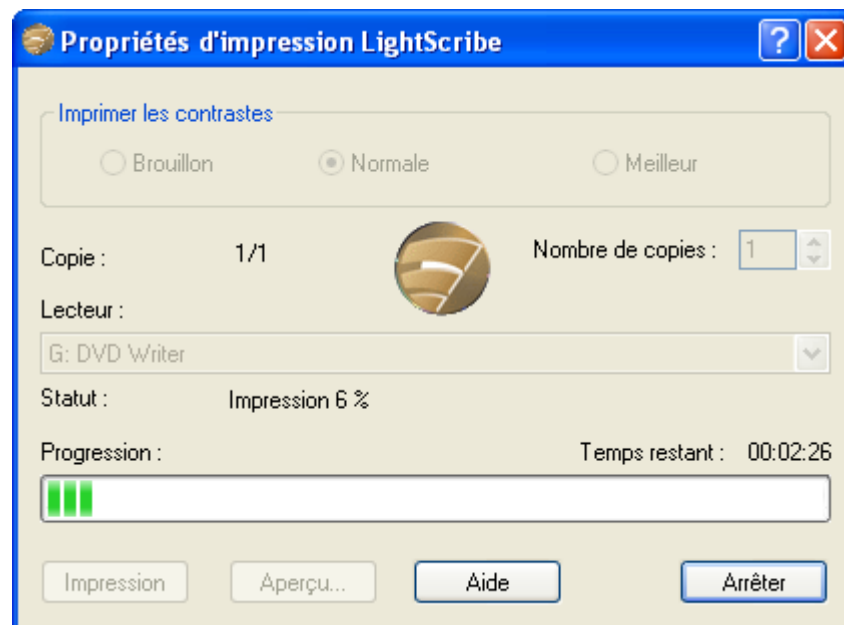 Propriétés d'impression LightScribe
Imprimer les contrastes
Brouillon Normale Meilleur
Copie : 1/1 Nombre de copies : 1
Lecteur :
G: DVD Writer
Statut : Impression 6 %
Progression : Temps restant : 00:02:26
Impression Aperçu... Aide Arrêter